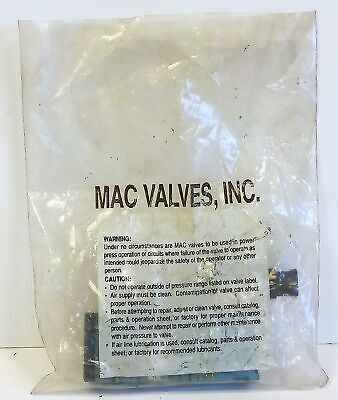 MAC VALVES, INC.
WARNING:
Under no circumstances are MAC valves to be used in power
press operation of circuits where failure of the valve to operate as
intended could jeopardize the safety of the operator or any other
person.
CAUTION:
• Do not operate outside of pressure range listed on valve label.
• Air supply must be clean. Contamination of valve can affect
proper operation.
• Before attempting to repair, adjust or clean valve, consult catalog,
parts & operation sheet, or factory for proper maintenance
procedure. Never attempt to repair or perform other maintenance
with air pressure to valve.
• If air line lubrication is used, consult catalog, parts & operation
sheet, or factory for recommended lubricants.